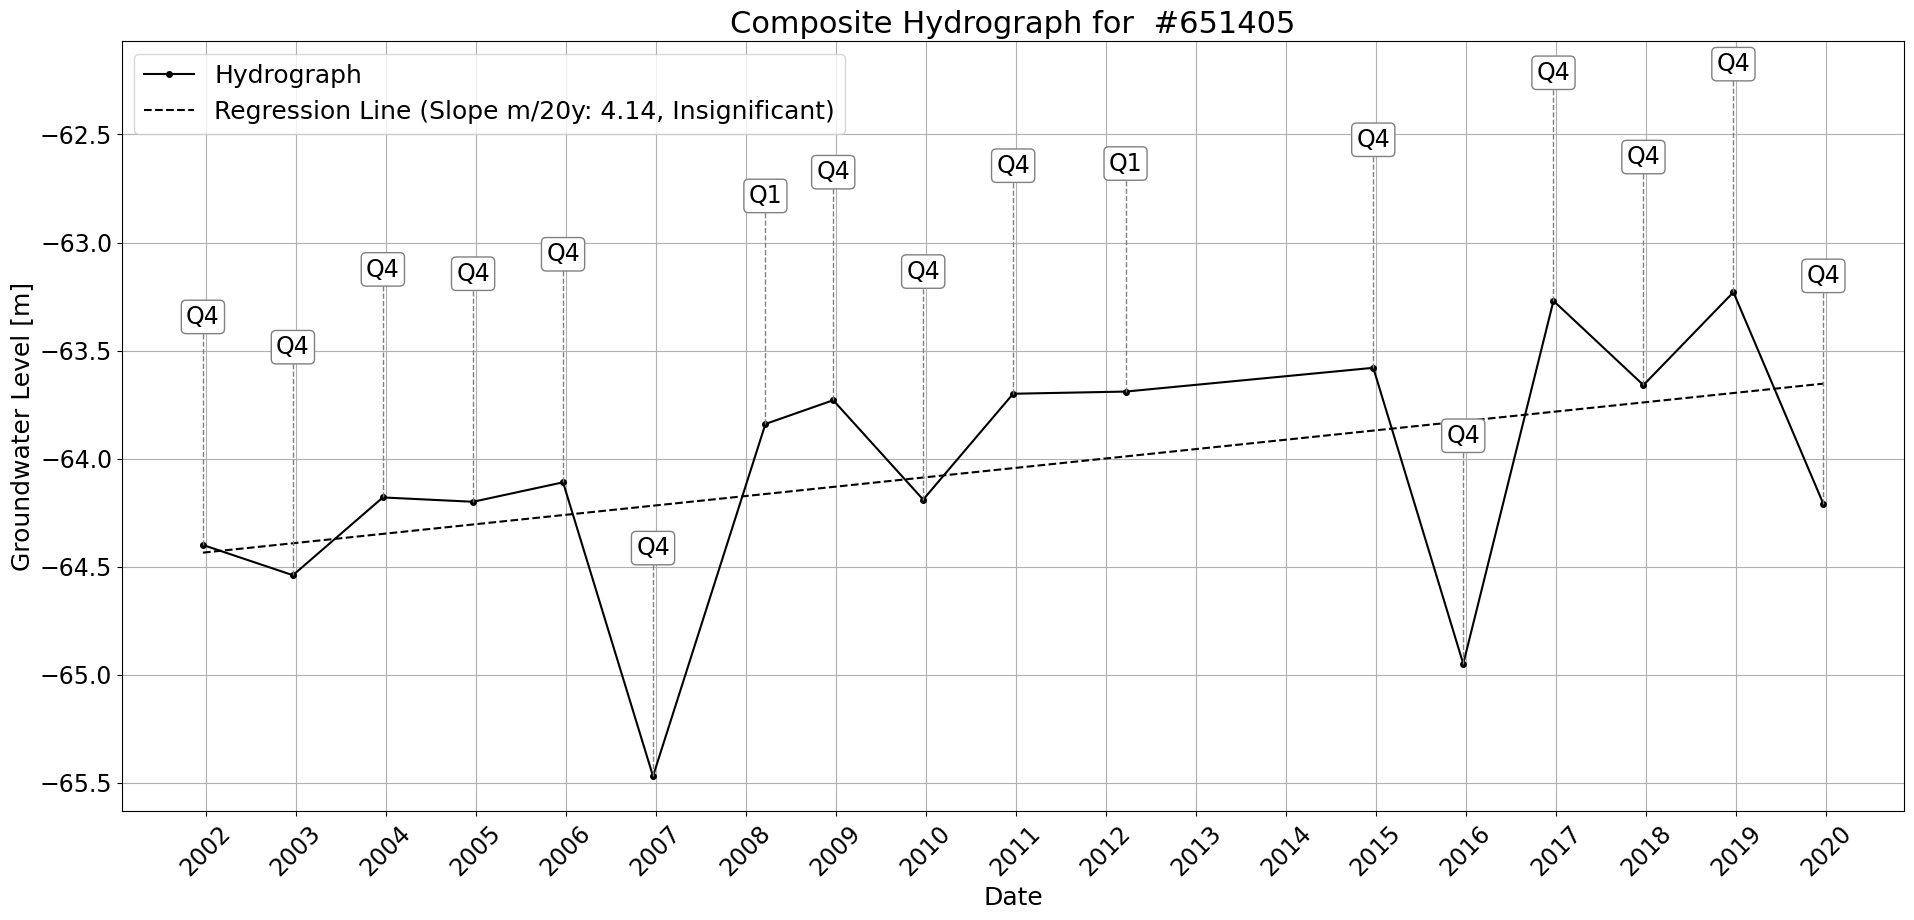 Composite Hydrograph for  #651405
Hydrograph
Regression Line (Slope m/20y: 4.14, Insignificant)
Q4
Q4
Q4
Q4
Q4
Q4
Q1
Q4
Q4
Q4
Q1
Q4
Q4
Q4
Q4
Q4
Q4
Groundwater Level [m]
−62.5
−63.0
−63.5
−64.0
−64.5
−65.0
−65.5
2002
2003
2004
2005
2006
2007
2008
2009
2010
2011
2012
2013
2014
2015
2016
2017
2018
2019
2020
Date